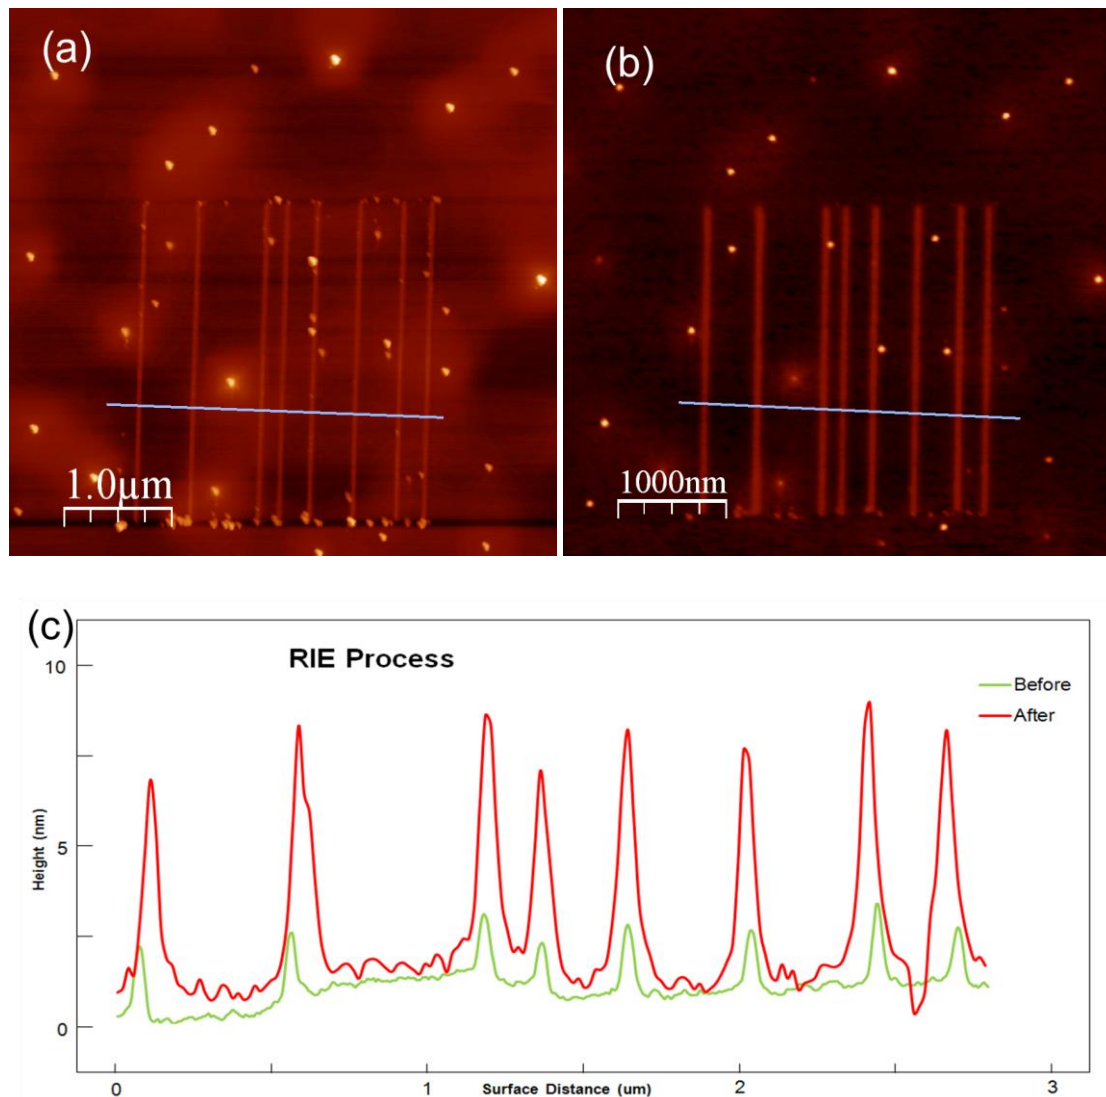 (a)
(b)
1.0µm
1000nm
(c)
RIE Process
10
Before
After
5
Height (nm)
0
0
1
Surface Distance (um)
2
3